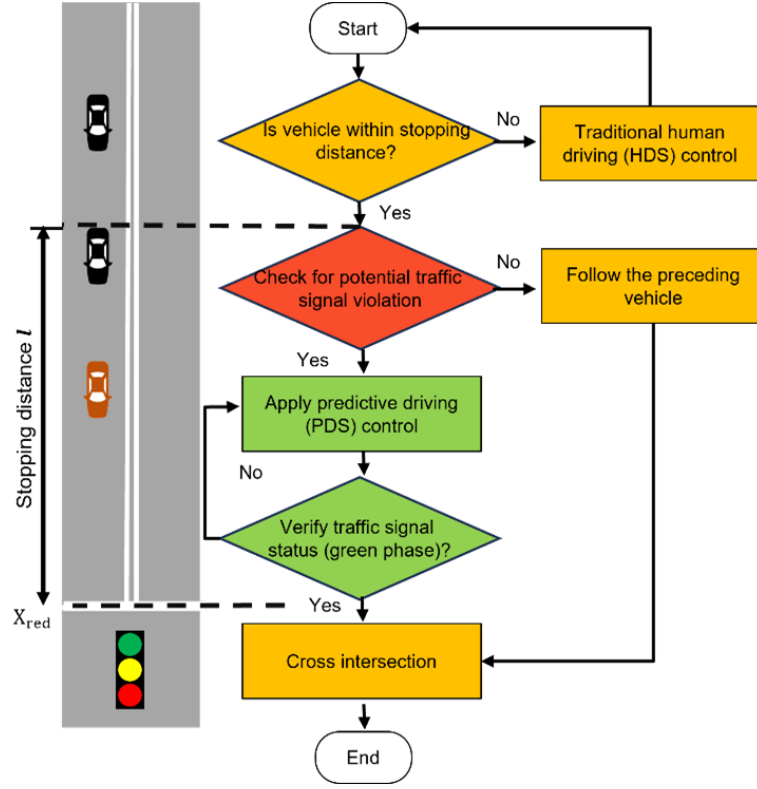 Start
Is vehicle within stopping
distance?
No
Traditional human
driving (HDS) control
Yes
Check for potential traffic
signal violation
No
Follow the preceding
vehicle
Yes
Stopping distance l
Apply predictive driving
(PDS) control
No
Verify traffic signal
status (green phase)?
Yes
Xred
Cross intersection
End